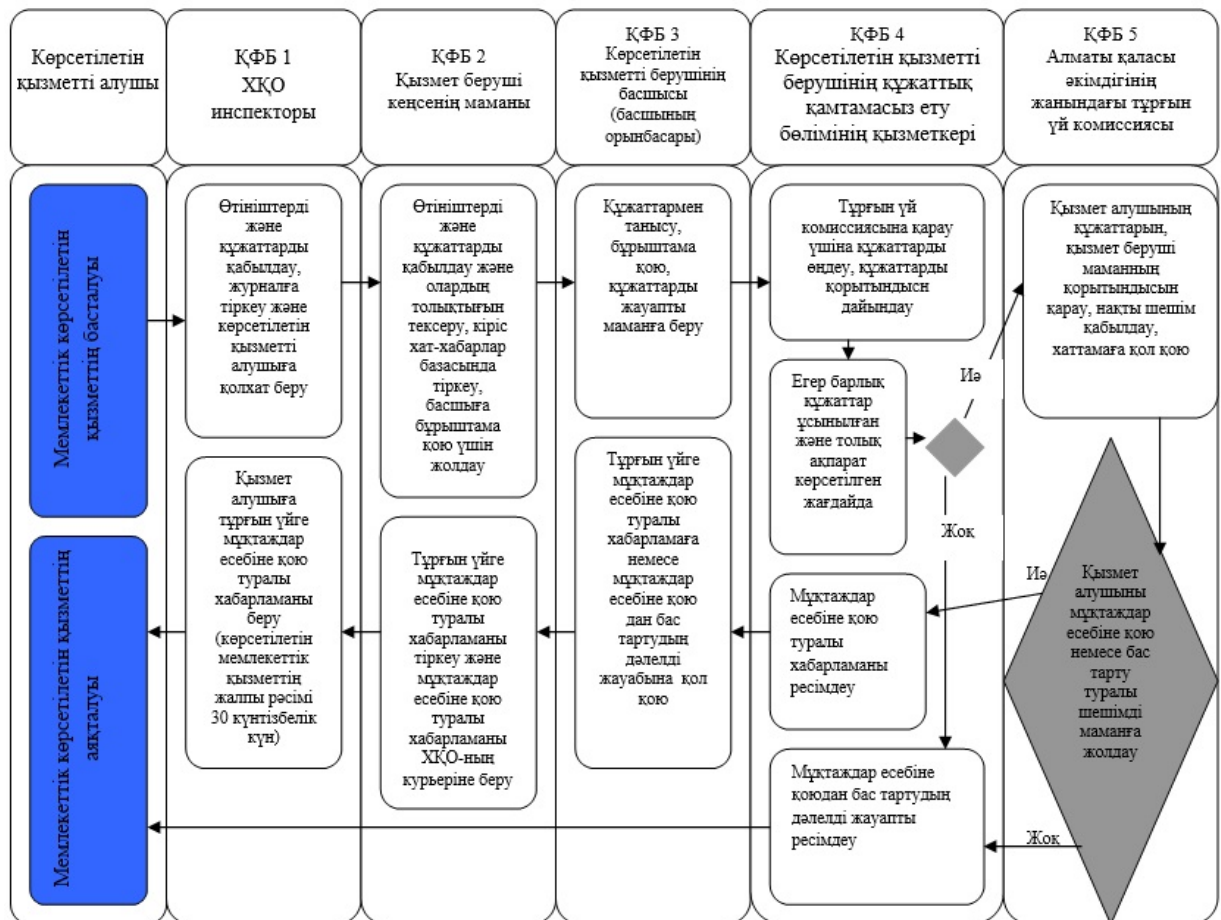 Көрсетілетін
қызметті алушы
ҚФБ 1
ХҚО
инспекторы
ҚФБ 2
Қызмет беруші
кеңсенің маманы
ҚФБ 3
Көрсетілетін
қызметті берушінің
басшысы
(басшының
орынбасары)
ҚФБ 4
Көрсетілетін қызметті
берушінің құжаттық
қамтамасыз ету
бөлімінің қызметкері
ҚФБ 5
Алматы қаласы
әкімдігінің
жанындағы тұрғын
үй комиссиясы
Мемлекеттік көрсетілетін
қызметтің басталуы
Өтініштерді
және
құжаттарды
қабылдау,
журналға
тіркеу және
көрсетілетін
қызметті
алушыға
қолхат беру
Өтініштерді
және
құжаттарды
қабылдау және
олардың
толықтығын
тексеру, кіріс
хат-хабарлар
базасында
тіркеу,
басшыға
бұрыштама
қою үшін
жолдау
Құжаттармен
танысу,
бұрыштама
қою,
құжаттарды
жауапты
маманға беру
Тұрғын үй
комиссиясына қарау
үшіна құжаттарды
өңдеу, құжаттарды
қорытындысн
дайындау
Қызмет алушының
құжаттарын,
қызмет беруші
маманның
қорытындысын
қарау, нақты шешім
қабылдау,
хаттамаға қол қою
Егер барлық
құжаттар
ұсынылған
және толық
ақпарат
көрсетілген
жағдайда
Иә
Жоқ
Мемлекеттік көрсетілетін қызметтің
аяқталуы
Қызмет
алушыға
тұрғын үйге
мұқтаждар
есебіне қою
туралы
хабарламаны
беру
(көрсетілетін
мемлекеттік
қызметтің
жалпы рәсімі
30 күнтізбелік
күн)
Тұрғын үйге
мұқтаждар
есебіне қою
туралы
хабарламаны
тіркеу және
мұқтаждар
есебіне қою
туралы
хабарламаны
ХҚО-ның
курьеріне беру
Тұрғын үйге
мұқтаждар
есебіне қою
туралы
хабарламаға
немесе
мұқтаждар
есебіне қою
дан бас
тартудың
дәлелді
жауабына қол
қою
Мұқтаждар
есебіне қою
туралы
хабарламаны
ресімдеу
Иә
Қызмет
алушыны
мұқтаждар
есебіне қою
немесе бас
тарту
туралы
шешімді
маманға
жолдау
Мұқтаждар есебіне
қоюдан бас тартудың
дәлелді жауапты
ресімдеу
Жоқ